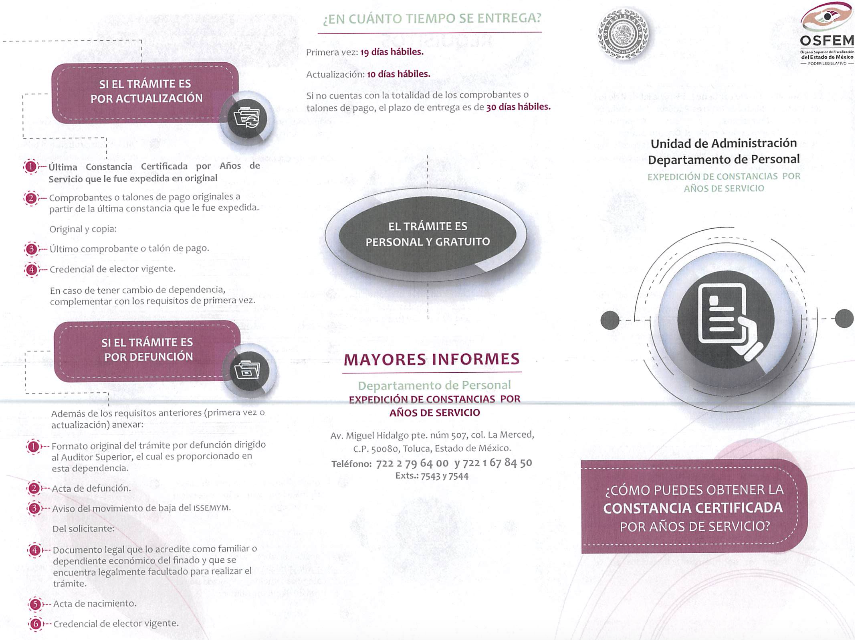 SI EL TRÁMITE ES
POR ACTUALIZACIÓN
1 Última Constancia Certificada por Años de
Servicio que le fue expedida en original
2 Comprobantes o talones de pago originales a
partir de la última constancia que le fue expedida.
Original y copia:
3 Último comprobante o talón de pago.
4 Credencial de elector vigente.
En caso de tener cambio de dependencia,
complementar con los requisitos de primera vez.
SI EL TRÁMITE ES
POR DEFUNCIÓN
Además de los requisitos anteriores (primera vez o
actualización) anexar:
1 Formato original del trámite por defunción dirigido
al Auditor Superior, el cual es proporcionado en
esta dependencia.
2 Acta de defunción.
3 Aviso del movimiento de baja del ISSEMYM.
Del solicitante:
4 Documento legal que lo acredite como familiar o
dependiente económico del finado y que se
encuentra legalmente facultado para realizar el
trámite.
5 Acta de nacimiento.
6 Credencial de elector vigente.
¿EN CUÁNTO TIEMPO SE ENTREGA?
Primera vez: 19 días hábiles.
Actualización: 10 días hábiles.
Si no cuentas con la totalidad de los comprobantes o
talones de pago, el plazo de entrega es de 30 días hábiles.
EL TRÁMITE ES
PERSONAL Y GRATUITO
MAYORES INFORMES
Departamento de Personal
EXPEDICIÓN DE CONSTANCIAS POR
AÑOS DE SERVICIO
Av. Miguel Hidalgo pte. núm 507, col. La Merced,
C.P. 50080, Toluca, Estado de México.
Teléfono: 722 2 79 64 00 y 722 1 67 84 50
Exts.: 7543 y 7544
OSFEM
Órgano Superior de Fiscalización
del Estado de México
PODER LEGISLATIVO
Unidad de Administración
Departamento de Personal
EXPEDICIÓN DE CONSTANCIAS POR
AÑOS DE SERVICIO
¿CÓMO PUEDES OBTENER LA
CONSTANCIA CERTIFICADA
POR AÑOS DE SERVICIO?